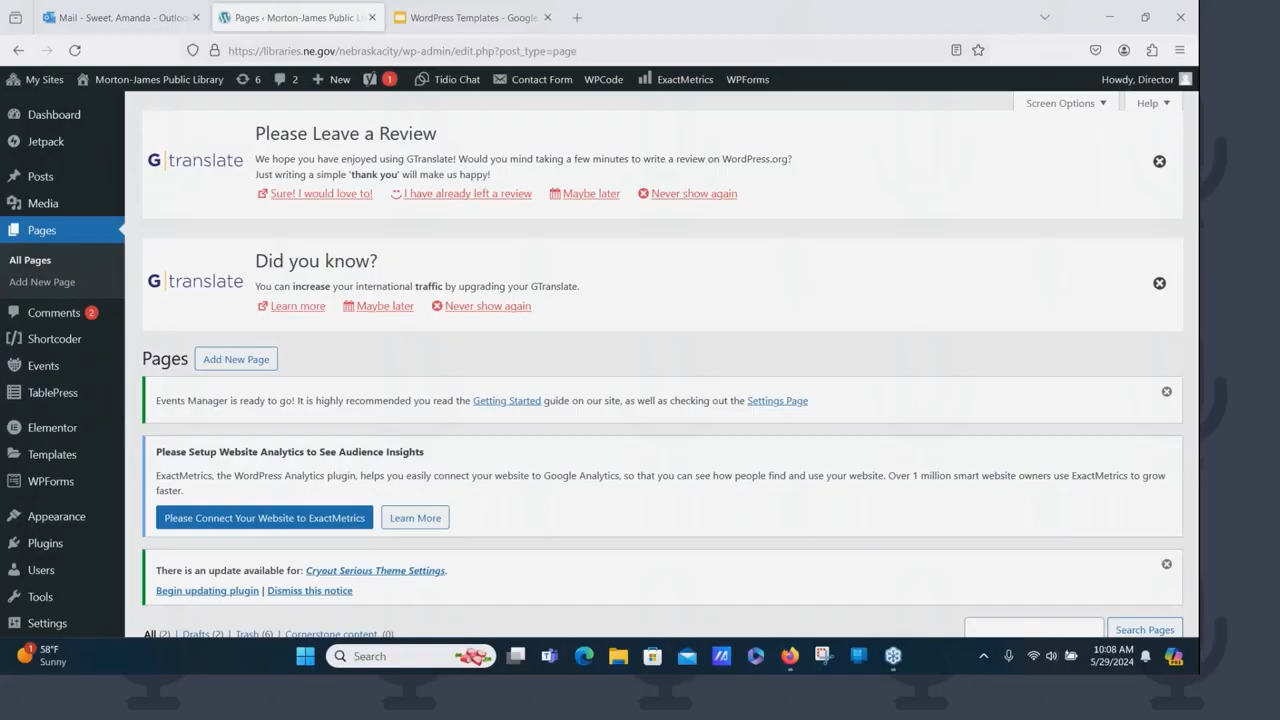 Mail - Sweet, Amanda - Outloo
Pages ‹ Morton-James Public Li
WordPress Templates - Google
https://libraries.ne.gov/nebraskacity/wp-admin/edit.php?post_type=page
My Sites Morton-James Public Library 6 2 New 1 Tidio Chat Contact Form WPCode ExactMetrics WPForms Howdy, Director
Screen Options Help
Dashboard
Jetpack
Posts
Media
Pages
All Pages
Add New Page
Comments 2
Shortcoder
Events
TablePress
Elementor
Templates
WPForms
Appearance
Plugins
Users
Tools
Settings
G|translate
Please Leave a Review
We hope you have enjoyed using GTranslate! Would you mind taking a few minutes to write a review on WordPress.org?
Just writing a simple 'thank you' will make us happy!
Sure! I would love to! I have already left a review Maybe later Never show again
G|translate
Did you know?
You can increase your international traffic by upgrading your GTranslate.
Learn more Maybe later Never show again
Pages Add New Page
Events Manager is ready to go! It is highly recommended you read the Getting Started guide on our site, as well as checking out the Settings Page
Please Setup Website Analytics to See Audience Insights
ExactMetrics, the WordPress Analytics plugin, helps you easily connect your website to Google Analytics, so that you can see how people find and use your website. Over 1 million smart website owners use ExactMetrics to grow
faster.
Please Connect Your Website to ExactMetrics Learn More
There is an update available for: Cryout Serious Theme Settings.
Begin updating plugin | Dismiss this notice
All (2) | Drafts (2) | Trash (6) | Cornerstone content (0)
Search Pages
1 58°F
Sunny
Search
10:08 AM
5/29/2024